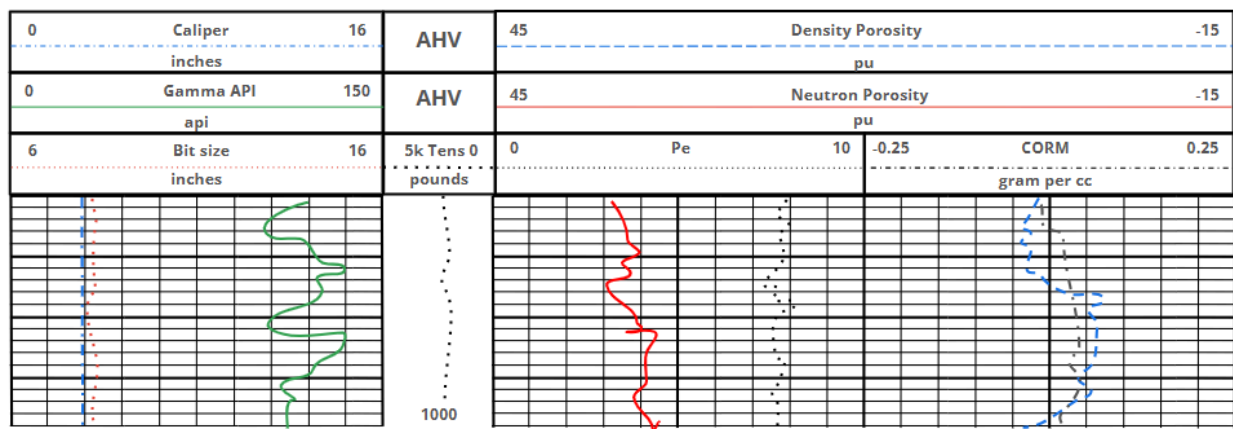 0 Caliper 16
inches
AHV
45 Density Porosity -15
pu
0 Gamma API 150
api
AHV
45 Neutron Porosity -15
pu
6 Bit size 16
inches
5k Tens 0
pounds
0 Pe 10
-0.25 CORM 0.25
gram per cc
1000